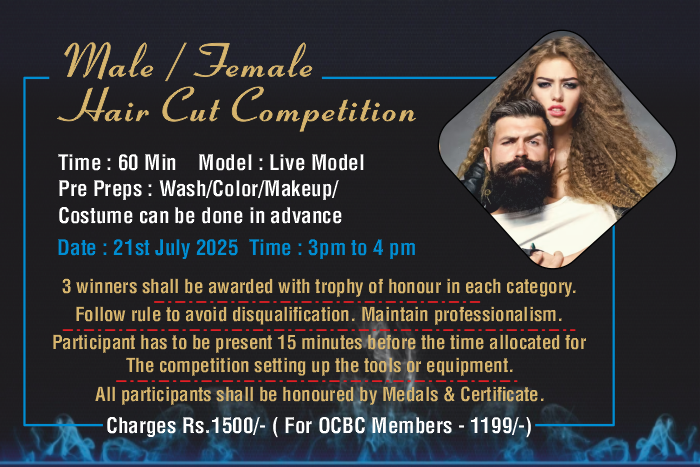 Male / Female
Hair Cut Competition
Time : 60 Min Model : Live Model
Pre Preps : Wash/Color/Makeup/
Costume can be done in advance
Date : 21st July 2025 Time : 3pm to 4 pm
3 winners shall be awarded with trophy of honour in each category.
Follow rule to avoid disqualification. Maintain professionalism.
Participant has to be present 15 minutes before the time allocated for
The competition setting up the tools or equipment.
All participants shall be honoured by Medals & Certificate.
Charges Rs.1500/- ( For OCBC Members - 1199/-)